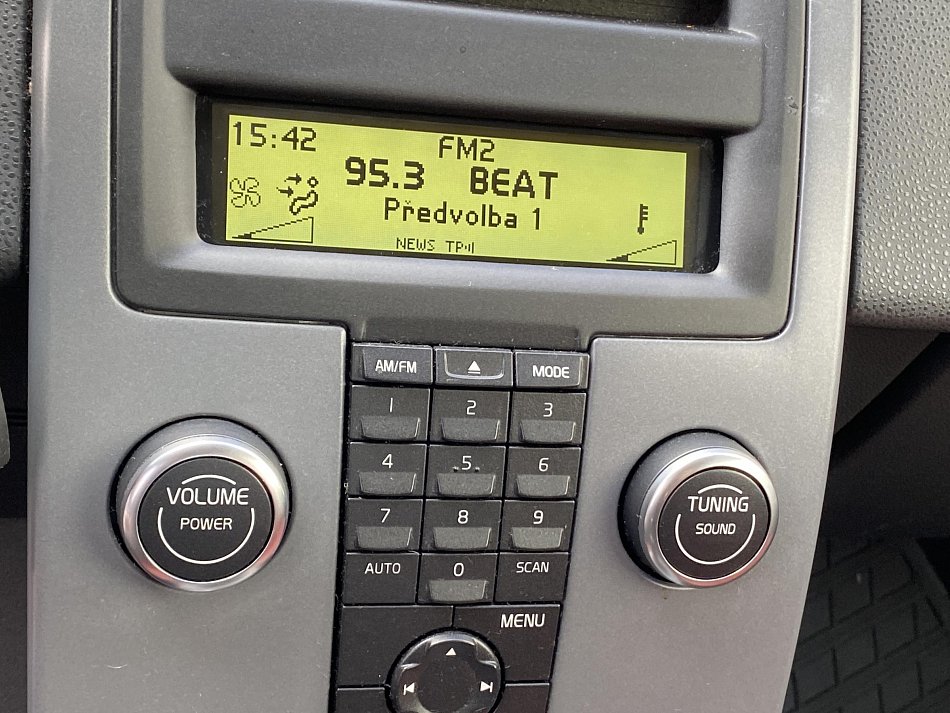 15:42
FM2
95.3 BEAT
Předvolba 1
NEWS TP
AM/FM
MODE
1 2 3
4 5 6
7 8 9
AUTO 0 SCAN
MENU
VOLUME
POWER
TUNING
SOUND